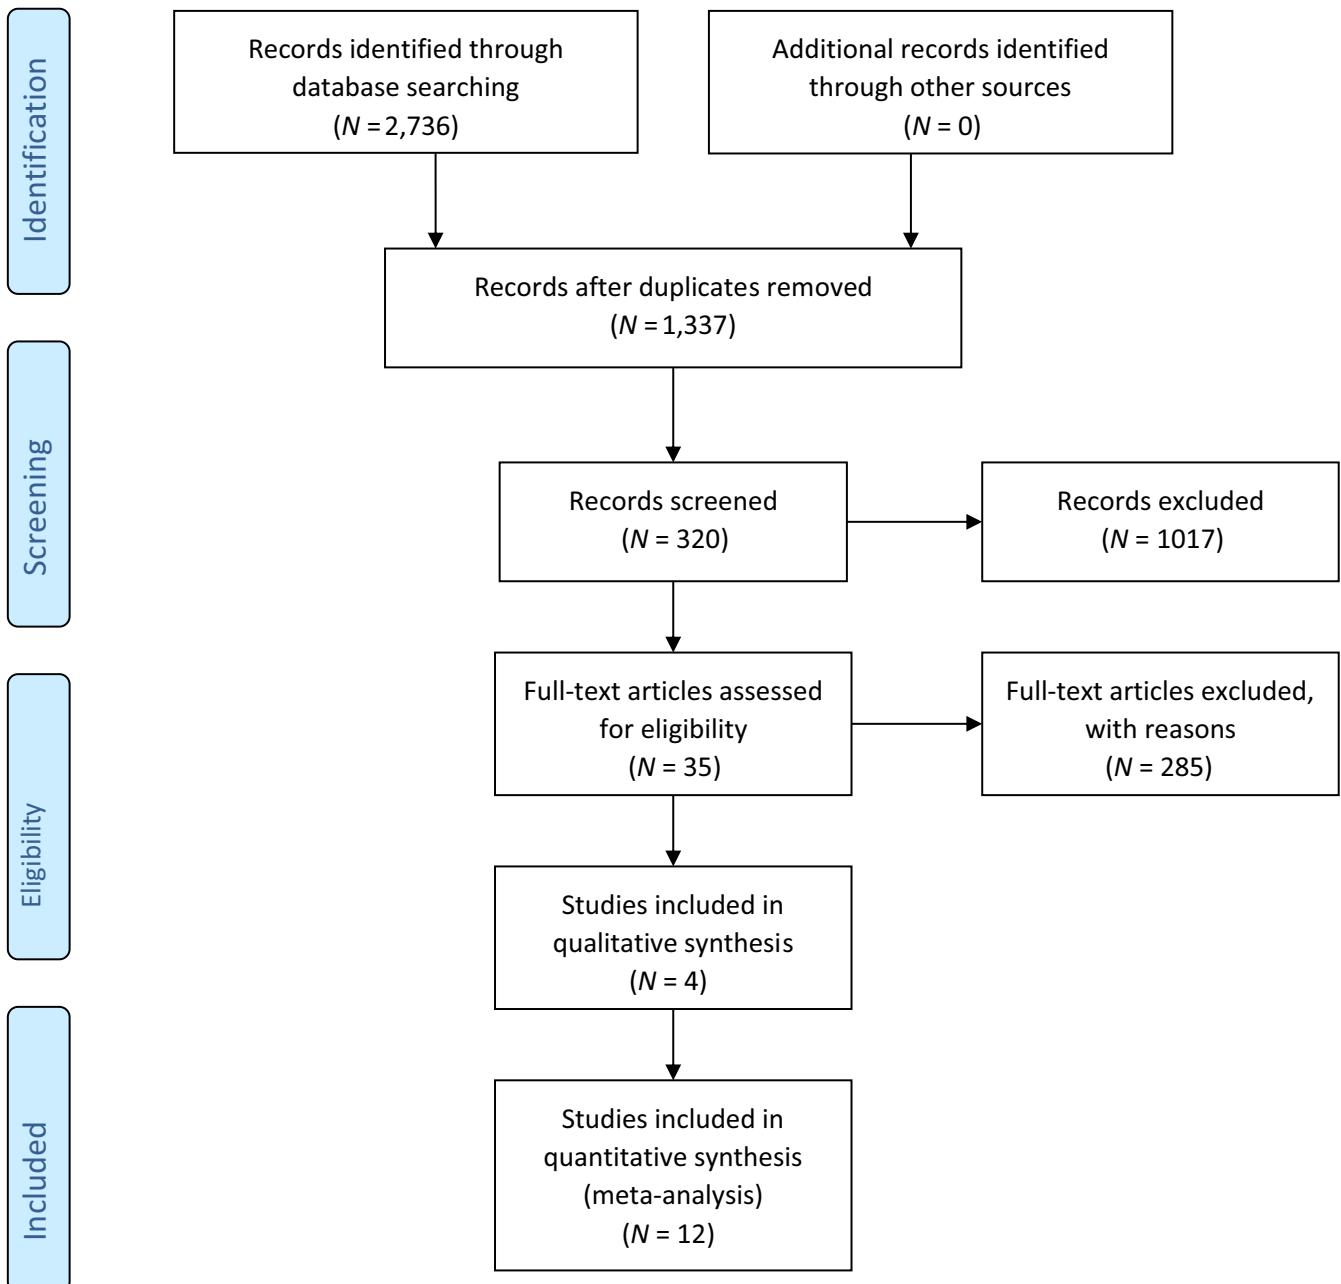 Identification
Records identified through
database searching
(N = 2,736)
Additional records identified
through other sources
(N = 0)
Records after duplicates removed
(N = 1,337)
Screening
Records screened
(N = 320)
Records excluded
(N = 1017)
Eligibility
Full-text articles assessed
for eligibility
(N = 35)
Full-text articles excluded,
with reasons
(N = 285)
Studies included in
qualitative synthesis
(N = 4)
Included
Studies included in
quantitative synthesis
(meta-analysis)
(N = 12)